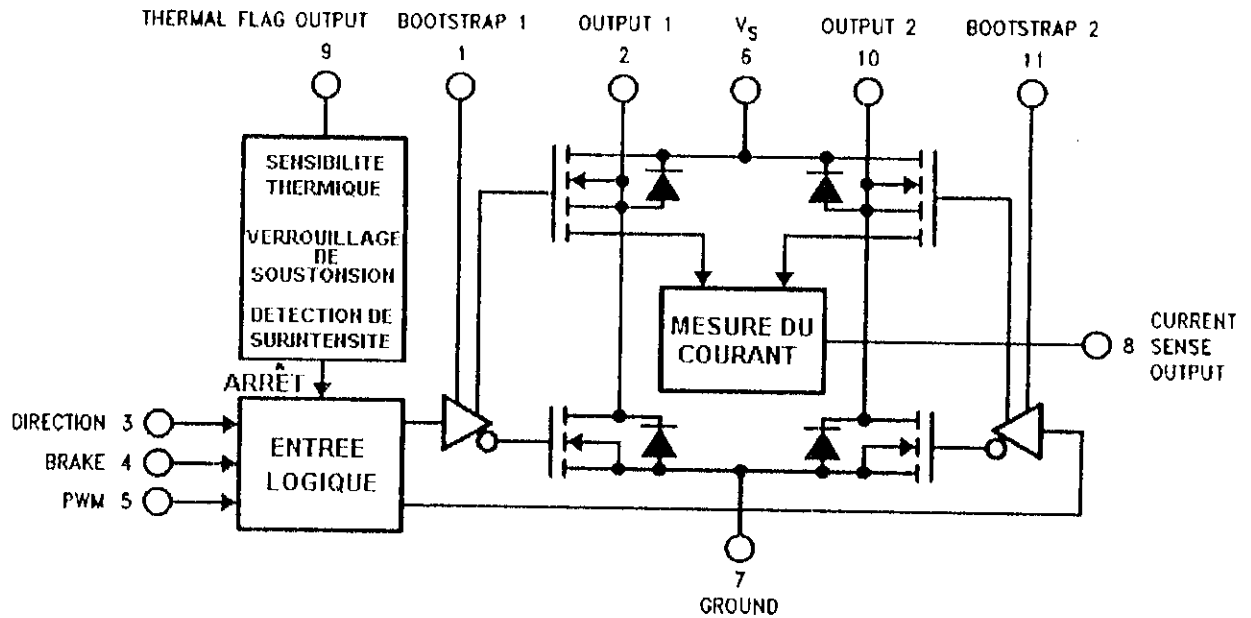 THERMAL FLAG OUTPUT
9
BOOTSTRAP 1
1
OUTPUT 1
2
VS
6
OUTPUT 2
10
BOOTSTRAP 2
11
SENSIBILITE
THERMIQUE
VERROUILLAGE
DE
SOUSTONSION
DETECTION DE
SURINTENSITE
ARRÊT
MESURE DU
COURANT
8 CURRENT
SENSE
OUTPUT
DIRECTION 3
BRAKE 4
PWM 5
ENTREE
LOGIQUE
7
GROUND